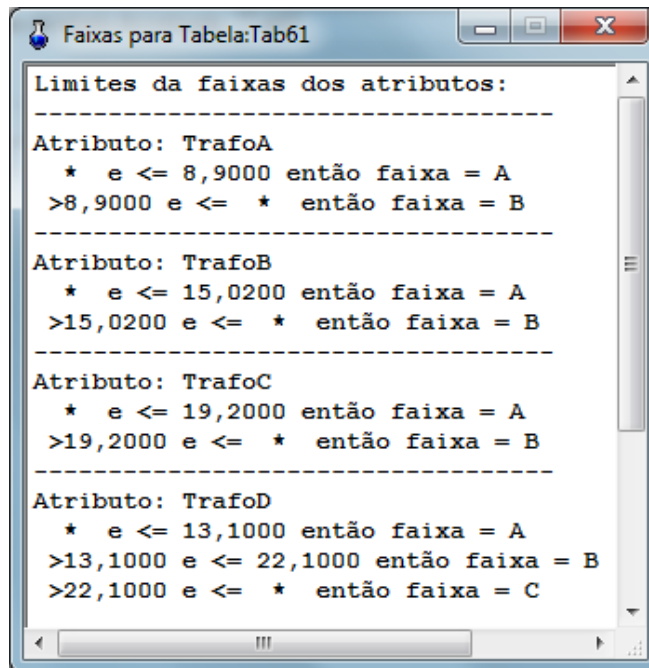 Faixas para Tabela:Tab61
Limites da faixas dos atributos:
-----------------------------------
Atributo: TrafoA
  *  e <= 8,9000 então faixa = A
 >8,9000 e <=  *  então faixa = B
-----------------------------------
Atributo: TrafoB
  *  e <= 15,0200 então faixa = A
 >15,0200 e <=  *  então faixa = B
-----------------------------------
Atributo: TrafoC
  *  e <= 19,2000 então faixa = A
 >19,2000 e <=  *  então faixa = B
-----------------------------------
Atributo: TrafoD
  *  e <= 13,1000 então faixa = A
 >13,1000 e <= 22,1000 então faixa = B
 >22,1000 e <=  *  então faixa = C